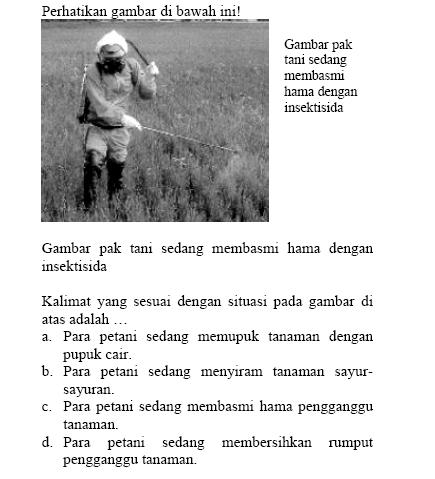 Perhatikan gambar di bawah ini!
Gambar pak
tani sedang
membasmi
hama dengan
insektisida
Gambar pak tani sedang membasmi hama dengan
insektisida
Kalimat yang sesuai dengan situasi pada gambar di
atas adalah …
a. Para petani sedang memupuk tanaman dengan
pupuk cair.
b. Para petani sedang menyiram tanaman sayur-
sayuran.
c. Para petani sedang membasmi hama pengganggu
tanaman.
d. Para petani sedang membersihkan rumput
pengganggu tanaman.